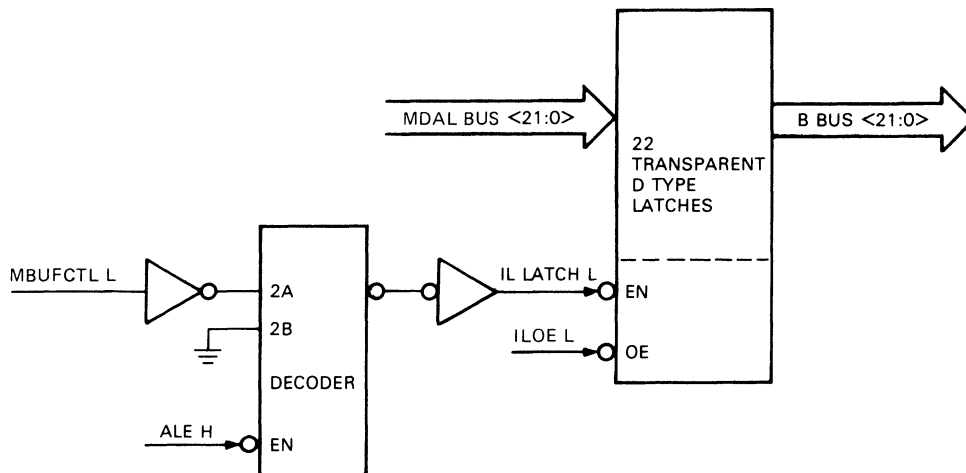 MDAL BUS <21:0>
B BUS <21:0>
22
TRANSPARENT
D TYPE
LATCHES
MBUFCTL L
2A
IL LATCH L
EN
2B
ILOE L
OE
DECODER
ALE H
EN